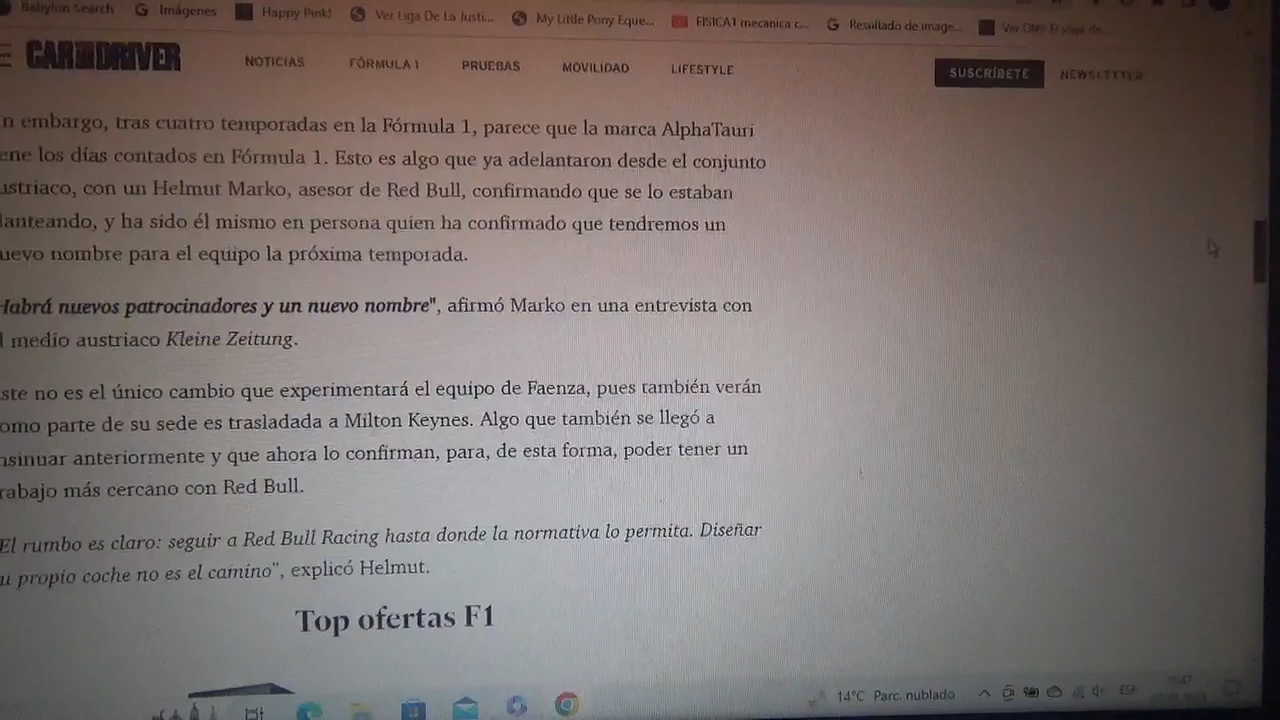 Babylon Search Imágenes Happy Pink! Ver Liga De La Justi... My Little Pony Eque... FISICA1 mecanica c... Resultado de image...
CAR AND DRIVER NOTICIAS FÓRMULA 1 PRUEBAS MOVILIDAD LIFESTYLE SUSCRÍBETE NEWSLETTER
n embargo, tras cuatro temporadas en la Fórmula 1, parece que la marca AlphaTauri
ene los días contados en Fórmula 1. Esto es algo que ya adelantaron desde el conjunto
ustriaco, con un Helmut Marko, asesor de Red Bull, confirmando que se lo estaban
lanteando, y ha sido él mismo en persona quien ha confirmado que tendremos un
uevo nombre para el equipo la próxima temporada.
Habrá nuevos patrocinadores y un nuevo nombre", afirmó Marko en una entrevista con
l medio austriaco Kleine Zeitung.
ste no es el único cambio que experimentará el equipo de Faenza, pues también verán
omo parte de su sede es trasladada a Milton Keynes. Algo que también se llegó a
nsinuar anteriormente y que ahora lo confirman, para, de esta forma, poder tener un
rabajo más cercano con Red Bull.
El rumbo es claro: seguir a Red Bull Racing hasta donde la normativa lo permita. Diseñar
u propio coche no es el camino", explicó Helmut.
Top ofertas F1
14°C Parc. nublado ESP